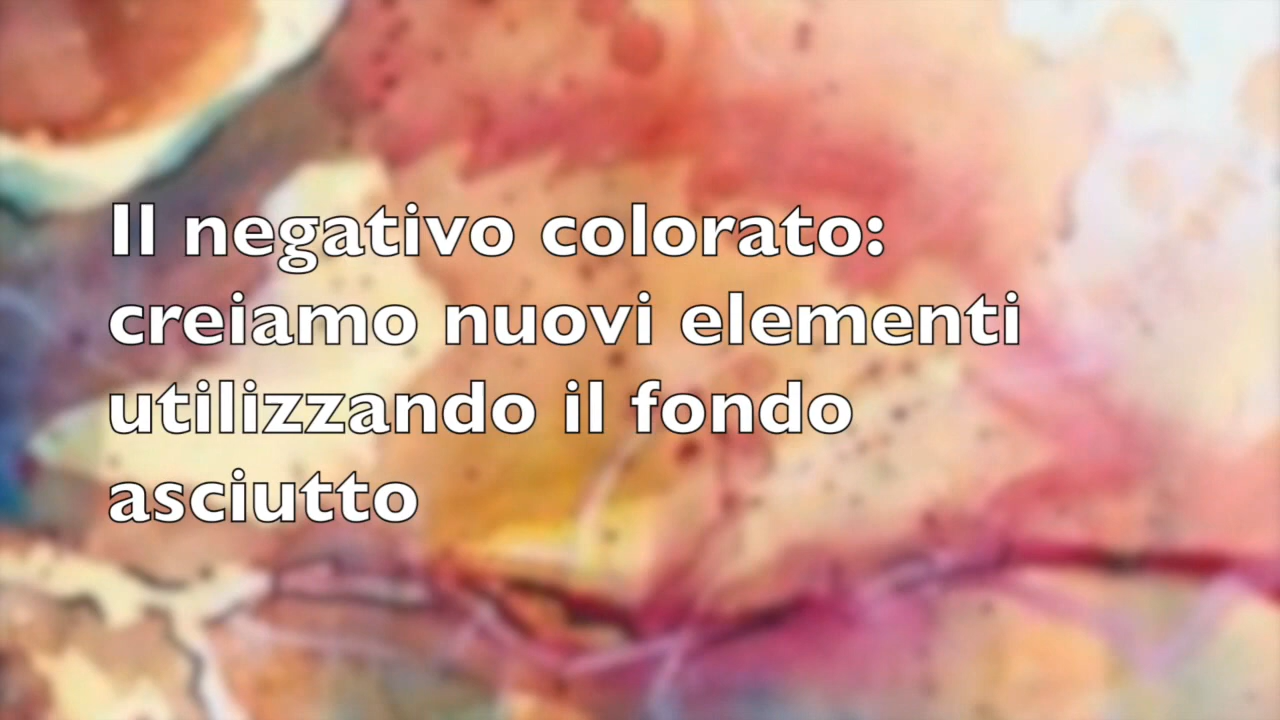 Il negativo colorato:
creiamo nuovi elementi
utilizzando il fondo
asciutto